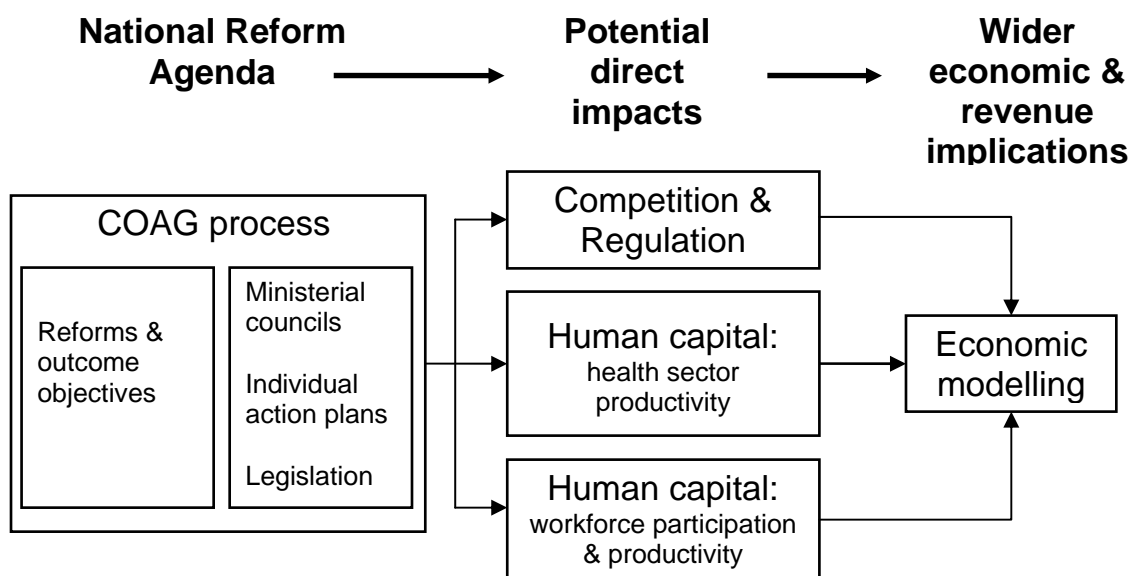 National Reform
Agenda
Potential
direct
impacts
Wider
economic &
revenue
implications
COAG process
Reforms &
outcome
objectives
Ministerial
councils
Individual
action plans
Legislation
Competition &
Regulation
Human capital:
health sector
productivity
Human capital:
workforce participation
& productivity
Economic
modelling